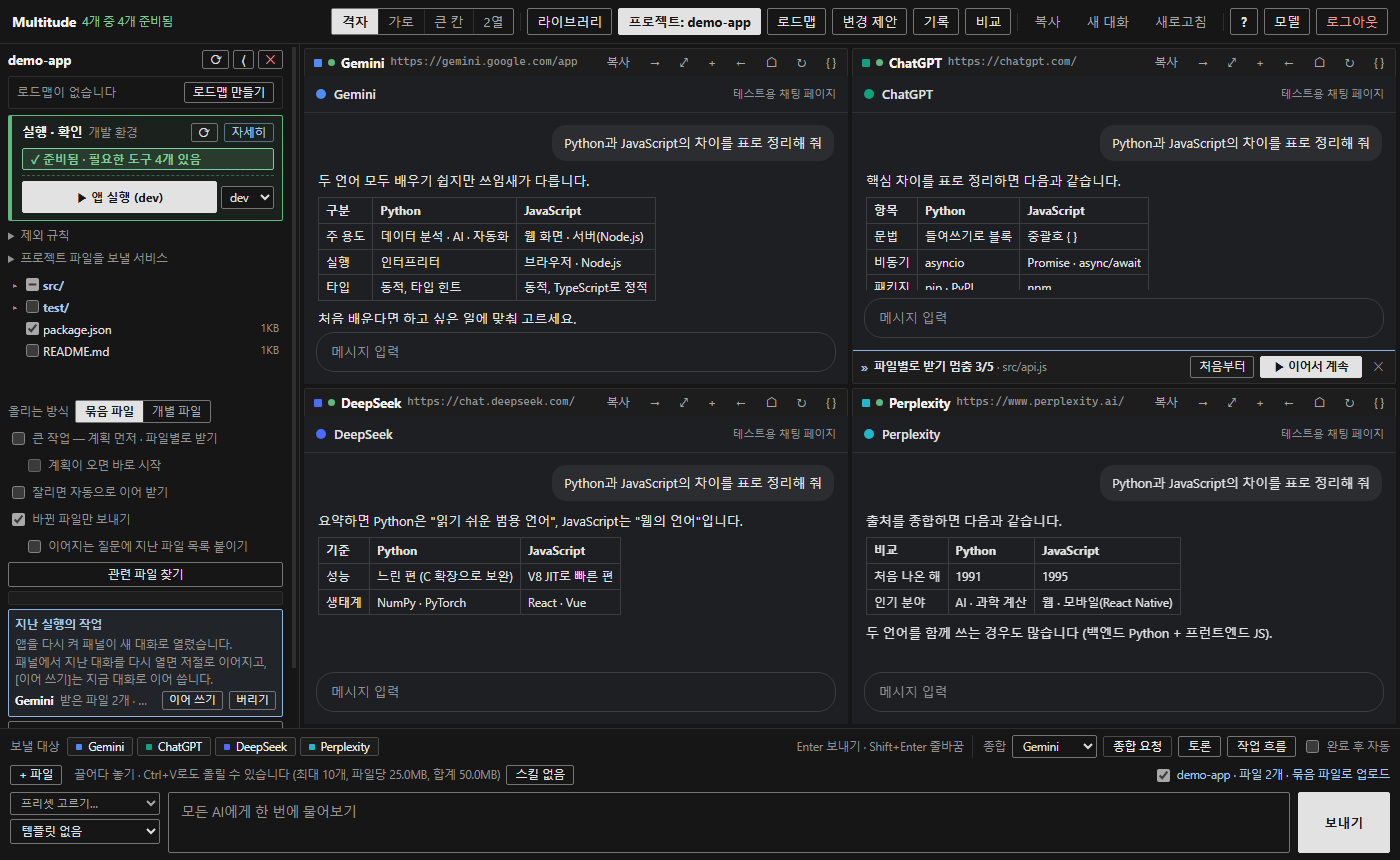 Multitude 4개 중 4개 준비됨 격자 가로 큰 칸 2열 라이브러리 프로젝트: demo-app 로드맵 변경 제안 기록 비교 복사 새 대화 새로고침 ? 모델 로그아웃
demo-app
로드맵이 없습니다 로드맵 만들기
실행 · 확인 개발 환경 자세히
✓ 준비됨 · 필요한 도구 4개 있음
▶ 앱 실행 (dev) dev
▸ 제외 규칙
▸ 프로젝트 파일을 보낼 서비스
src/
test/
package.json 1KB
README.md 1KB
올리는 방식 묶음 파일 개별 파일
큰 작업 — 계획 먼저 · 파일별로 받기
계획이 오면 바로 시작
잘리면 자동으로 이어 받기
바뀐 파일만 보내기
이어지는 질문에 지난 파일 목록 붙이기
관련 파일 찾기
지난 실행의 작업
앱을 다시 켜 패널이 새 대화로 열렸습니다.
패널에서 지난 대화를 다시 열면 저절로 이어지고,
[이어 쓰기]는 지금 대화로 이어 씁니다.
Gemini 받은 파일 2개 · ... 이어 쓰기 버리기
Gemini https://gemini.google.com/app 복사 → ⤢ + ← ↻ { }
Gemini 테스트용 채팅 페이지
Python과 JavaScript의 차이를 표로 정리해 줘
두 언어 모두 배우기 쉽지만 쓰임새가 다릅니다.
구분 Python JavaScript
주 용도 데이터 분석 · AI · 자동화 웹 화면 · 서버(Node.js)
실행 인터프리터 브라우저 · Node.js
타입 동적, 타입 힌트 동적, TypeScript로 정적
처음 배운다면 하고 싶은 일에 맞춰 고르세요.
메시지 입력
ChatGPT https://chatgpt.com/ 복사 → ⤢ + ← ↻ { }
ChatGPT 테스트용 채팅 페이지
Python과 JavaScript의 차이를 표로 정리해 줘
핵심 차이를 표로 정리하면 다음과 같습니다.
항목 Python JavaScript
문법 들여쓰기로 블록 중괄호 { }
비동기 asyncio Promise · async/await
패키지 pip · PyPI npm
메시지 입력
» 파일별로 받기 멈춤 3/5 · src/api.js 처음부터 ▶ 이어서 계속 ×
DeepSeek https://chat.deepseek.com/ 복사 → ⤢ + ← ↻ { }
DeepSeek 테스트용 채팅 페이지
Python과 JavaScript의 차이를 표로 정리해 줘
요약하면 Python은 "읽기 쉬운 범용 언어", JavaScript는 "웹의 언어"입니다.
기준 Python JavaScript
성능 느린 편 (C 확장으로 보완) V8 JIT로 빠른 편
생태계 NumPy · PyTorch React · Vue
메시지 입력
Perplexity https://www.perplexity.ai/ 복사 → ⤢ + ← ↻ { }
Perplexity 테스트용 채팅 페이지
Python과 JavaScript의 차이를 표로 정리해 줘
출처를 종합하면 다음과 같습니다.
비교 Python JavaScript
처음 나온 해 1991 1995
인기 분야 AI · 과학 계산 웹 · 모바일(React Native)
두 언어를 함께 쓰는 경우도 많습니다 (백엔드 Python + 프런트엔드 JS).
메시지 입력
보낼 대상 Gemini ChatGPT DeepSeek Perplexity Enter 보내기 · Shift+Enter 줄바꿈 종합 Gemini 종합 요청 토론 작업 흐름 완료 후 자동
+ 파일 끌어다 놓기 · Ctrl+V로도 올릴 수 있습니다 (최대 10개, 파일당 25.0MB, 합계 50.0MB) 스킬 없음 demo-app · 파일 2개 · 묶음 파일로 업로드
프리셋 고르기...
템플릿 없음
모든 AI에게 한 번에 물어보기
보내기